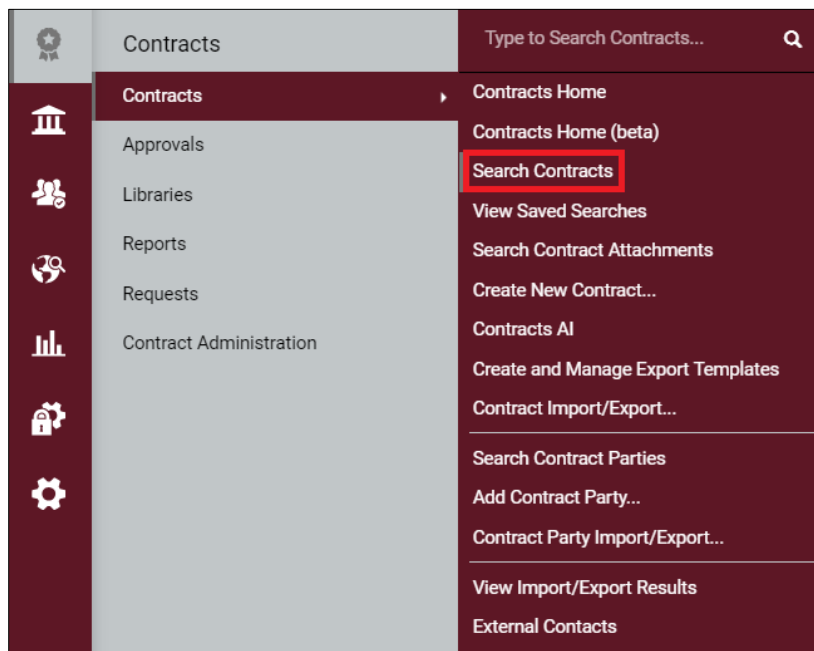 Contracts
Contracts
Approvals
Libraries
Reports
Requests
Contract Administration
Type to Search Contracts...
Contracts Home
Contracts Home (beta)
Search Contracts
View Saved Searches
Search Contract Attachments
Create New Contract...
Contracts AI
Create and Manage Export Templates
Contract Import/Export...
Search Contract Parties
Add Contract Party...
Contract Party Import/Export...
View Import/Export Results
External Contacts